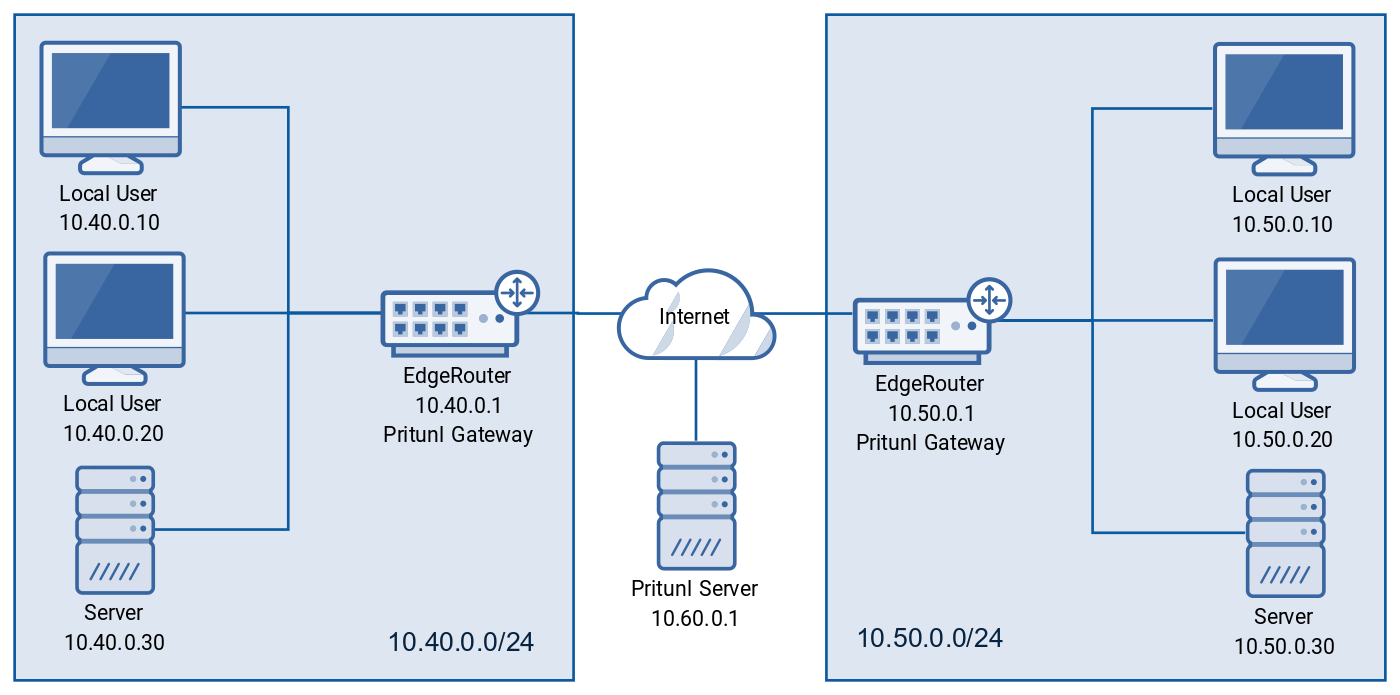 Local User
10.40.0.10
Local User
10.40.0.20
Server
10.40.0.30
EdgeRouter
10.40.0.1
Pritunl Gateway
10.40.0.0/24
Internet
Pritunl Server
10.60.0.1
EdgeRouter
10.50.0.1
Pritunl Gateway
10.50.0.0/24
Local User
10.50.0.10
Local User
10.50.0.20
Server
10.50.0.30